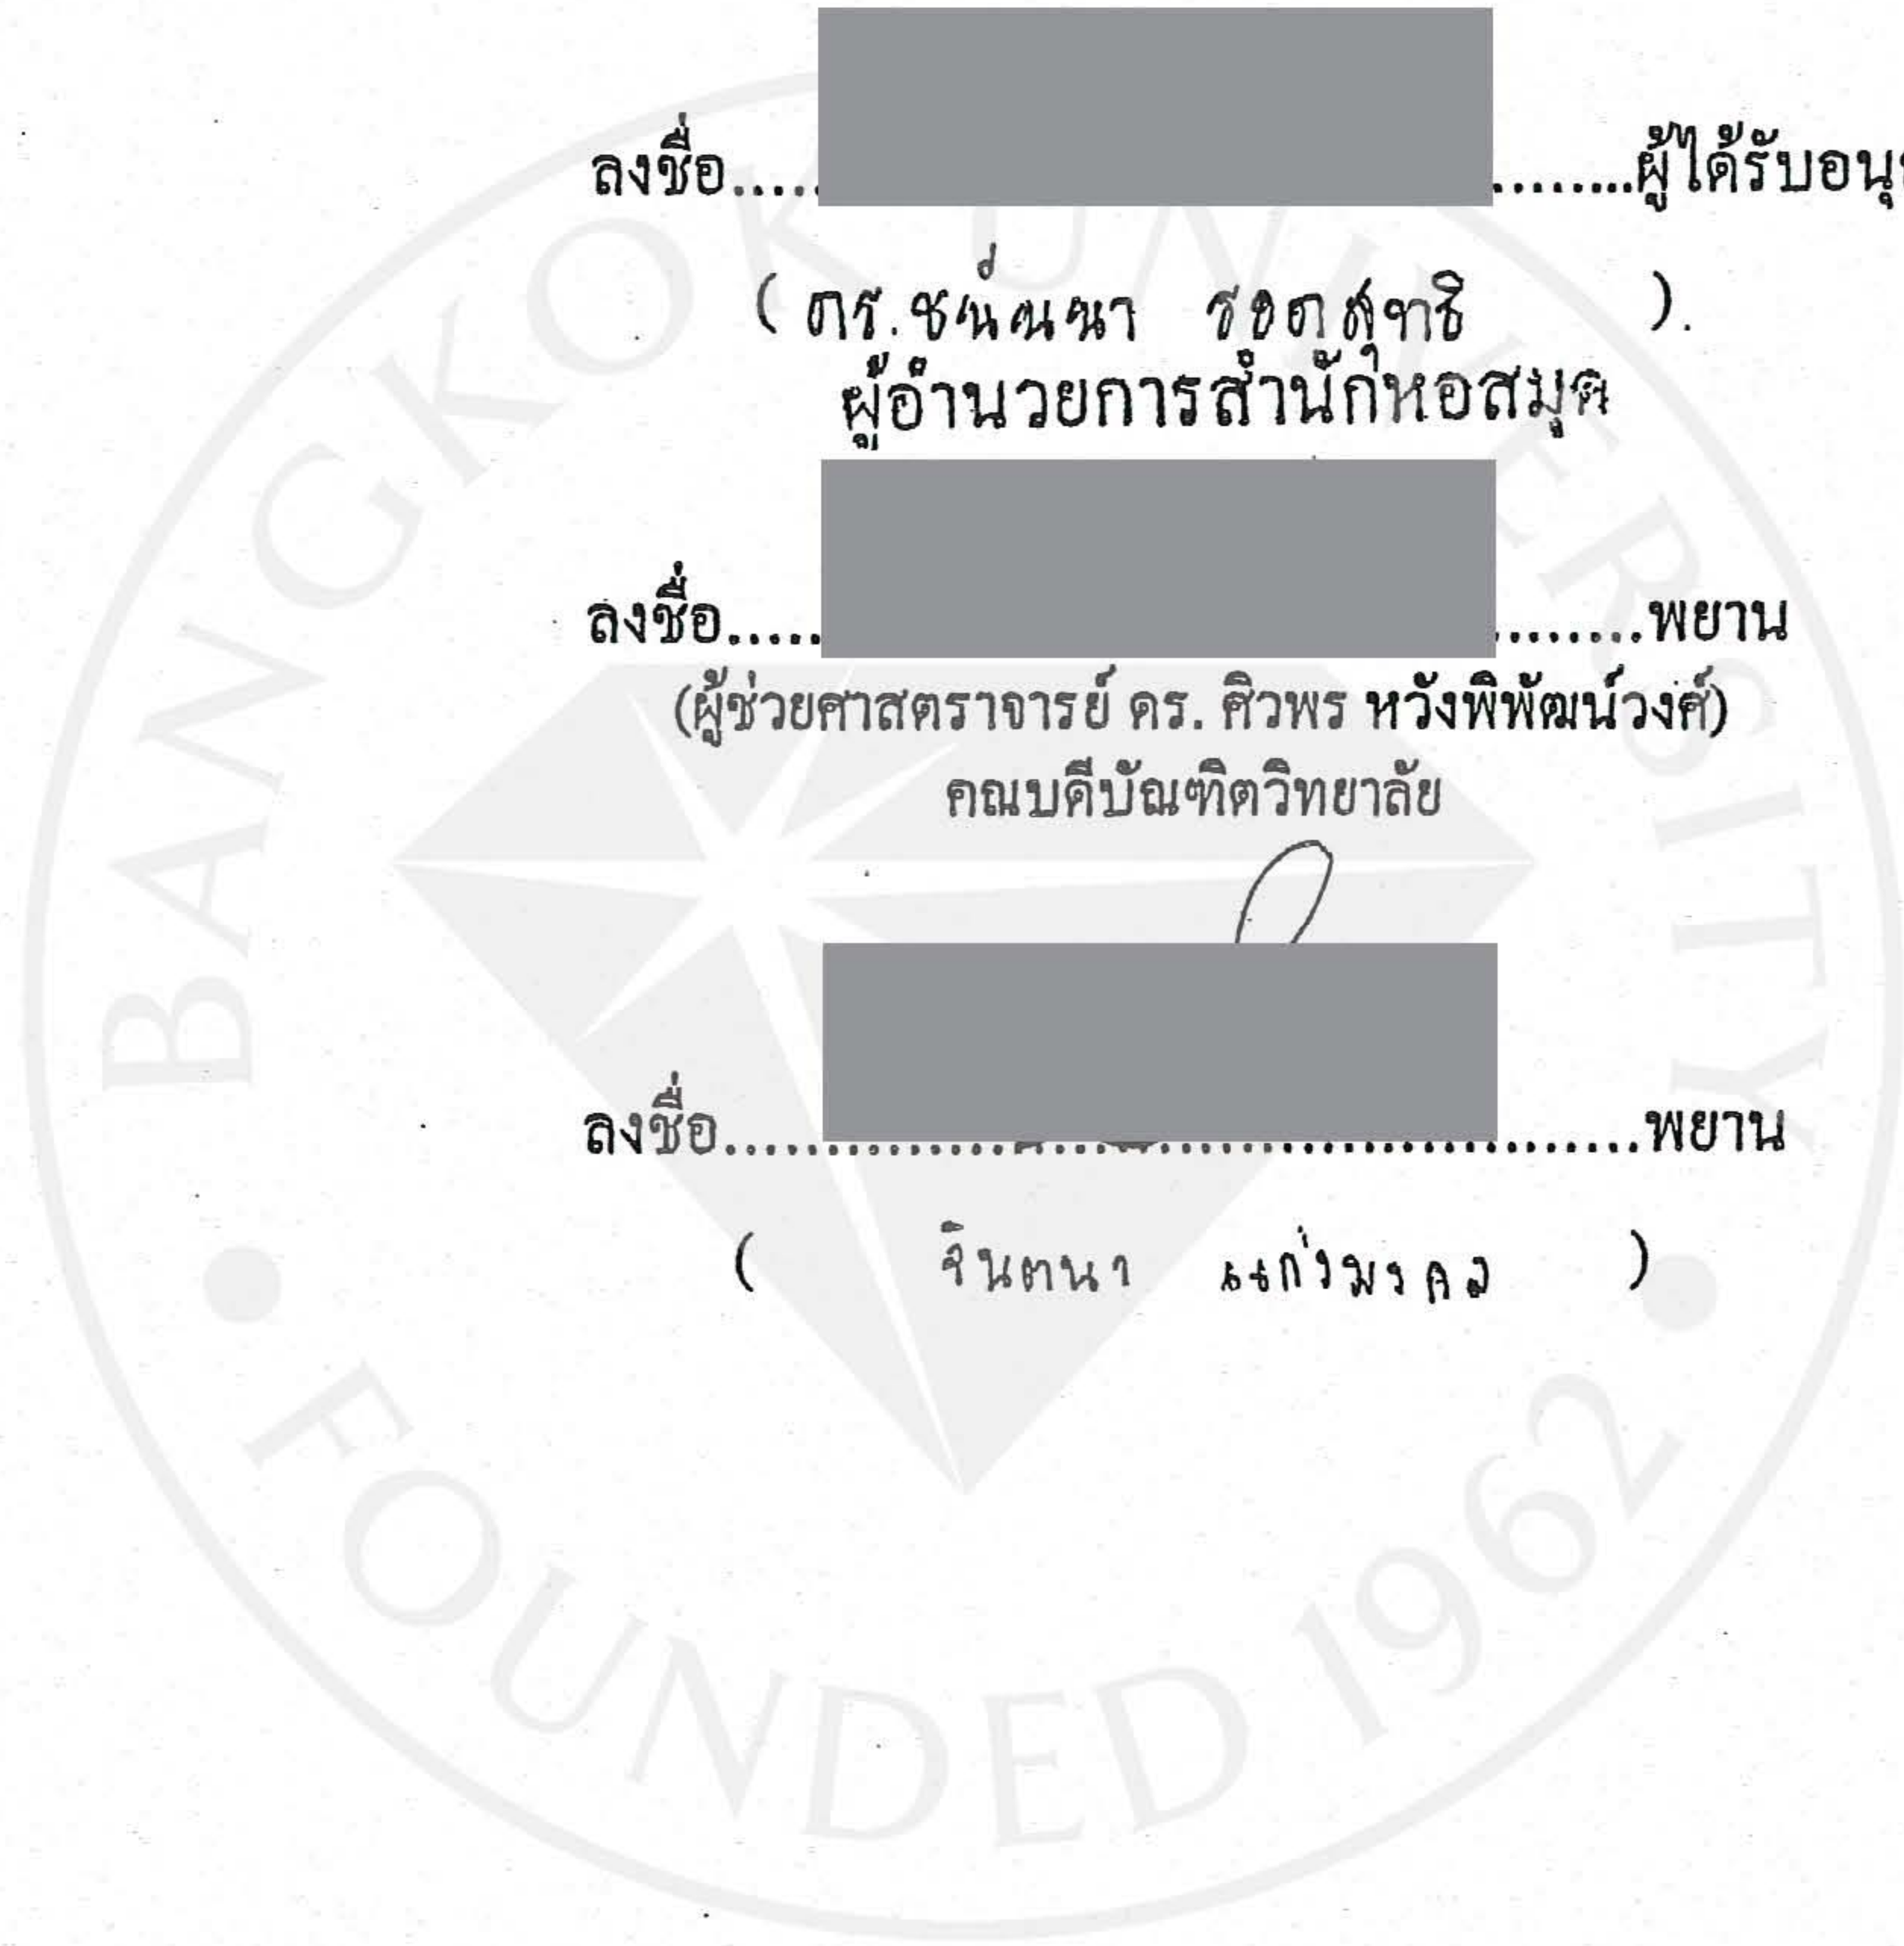 ลงชื่อ..... ........ผู้ได้รับอนุ
( ดร.ชนัณนา รอดสุทธิ ).
ผู้อำนวยการสำนักหอสมุด
ลงชื่อ..... ........พยาน
(ผู้ช่วยศาสตราจารย์ ดร. ศิวพร หวังพิพัฒน์วงศ์)
คณบดีบัณฑิตวิทยาลัย
ลงชื่อ..................................................พยาน
( จินตนา แก่งมงคล )
BANGKOK UNIVERSITY
FOUNDED 1962